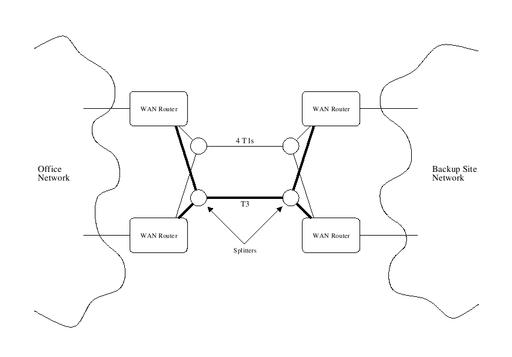 WAN Router
WAN Router
4 T1s
Office
Network
Backup Site
Network
T3
WAN Router
WAN Router
Splitters